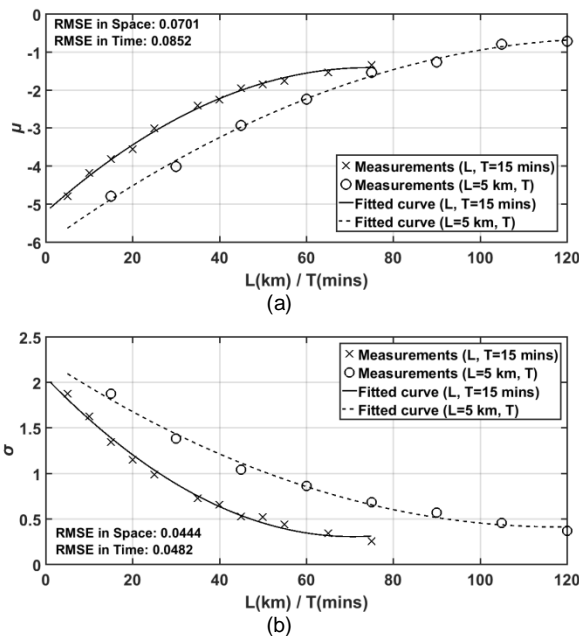 (a)
RMSE in Space: 0.0701
RMSE in Time: 0.0852
0
-1
-2
-3
-4
-5
-6
μ
× Measurements (L, T=15 mins)
○ Measurements (L=5 km, T)
Fitted curve (L, T=15 mins)
Fitted curve (L=5 km, T)
0 20 40 60 80 100 120
L(km) / T(mins)
(a)
2.5
2
1.5
1
0.5
0
σ
× Measurements (L, T=15 mins)
○ Measurements (L=5 km, T)
Fitted curve (L, T=15 mins)
Fitted curve (L=5 km, T)
RMSE in Space: 0.0444
RMSE in Time: 0.0482
0 20 40 60 80 100 120
L(km) / T(mins)
(b)